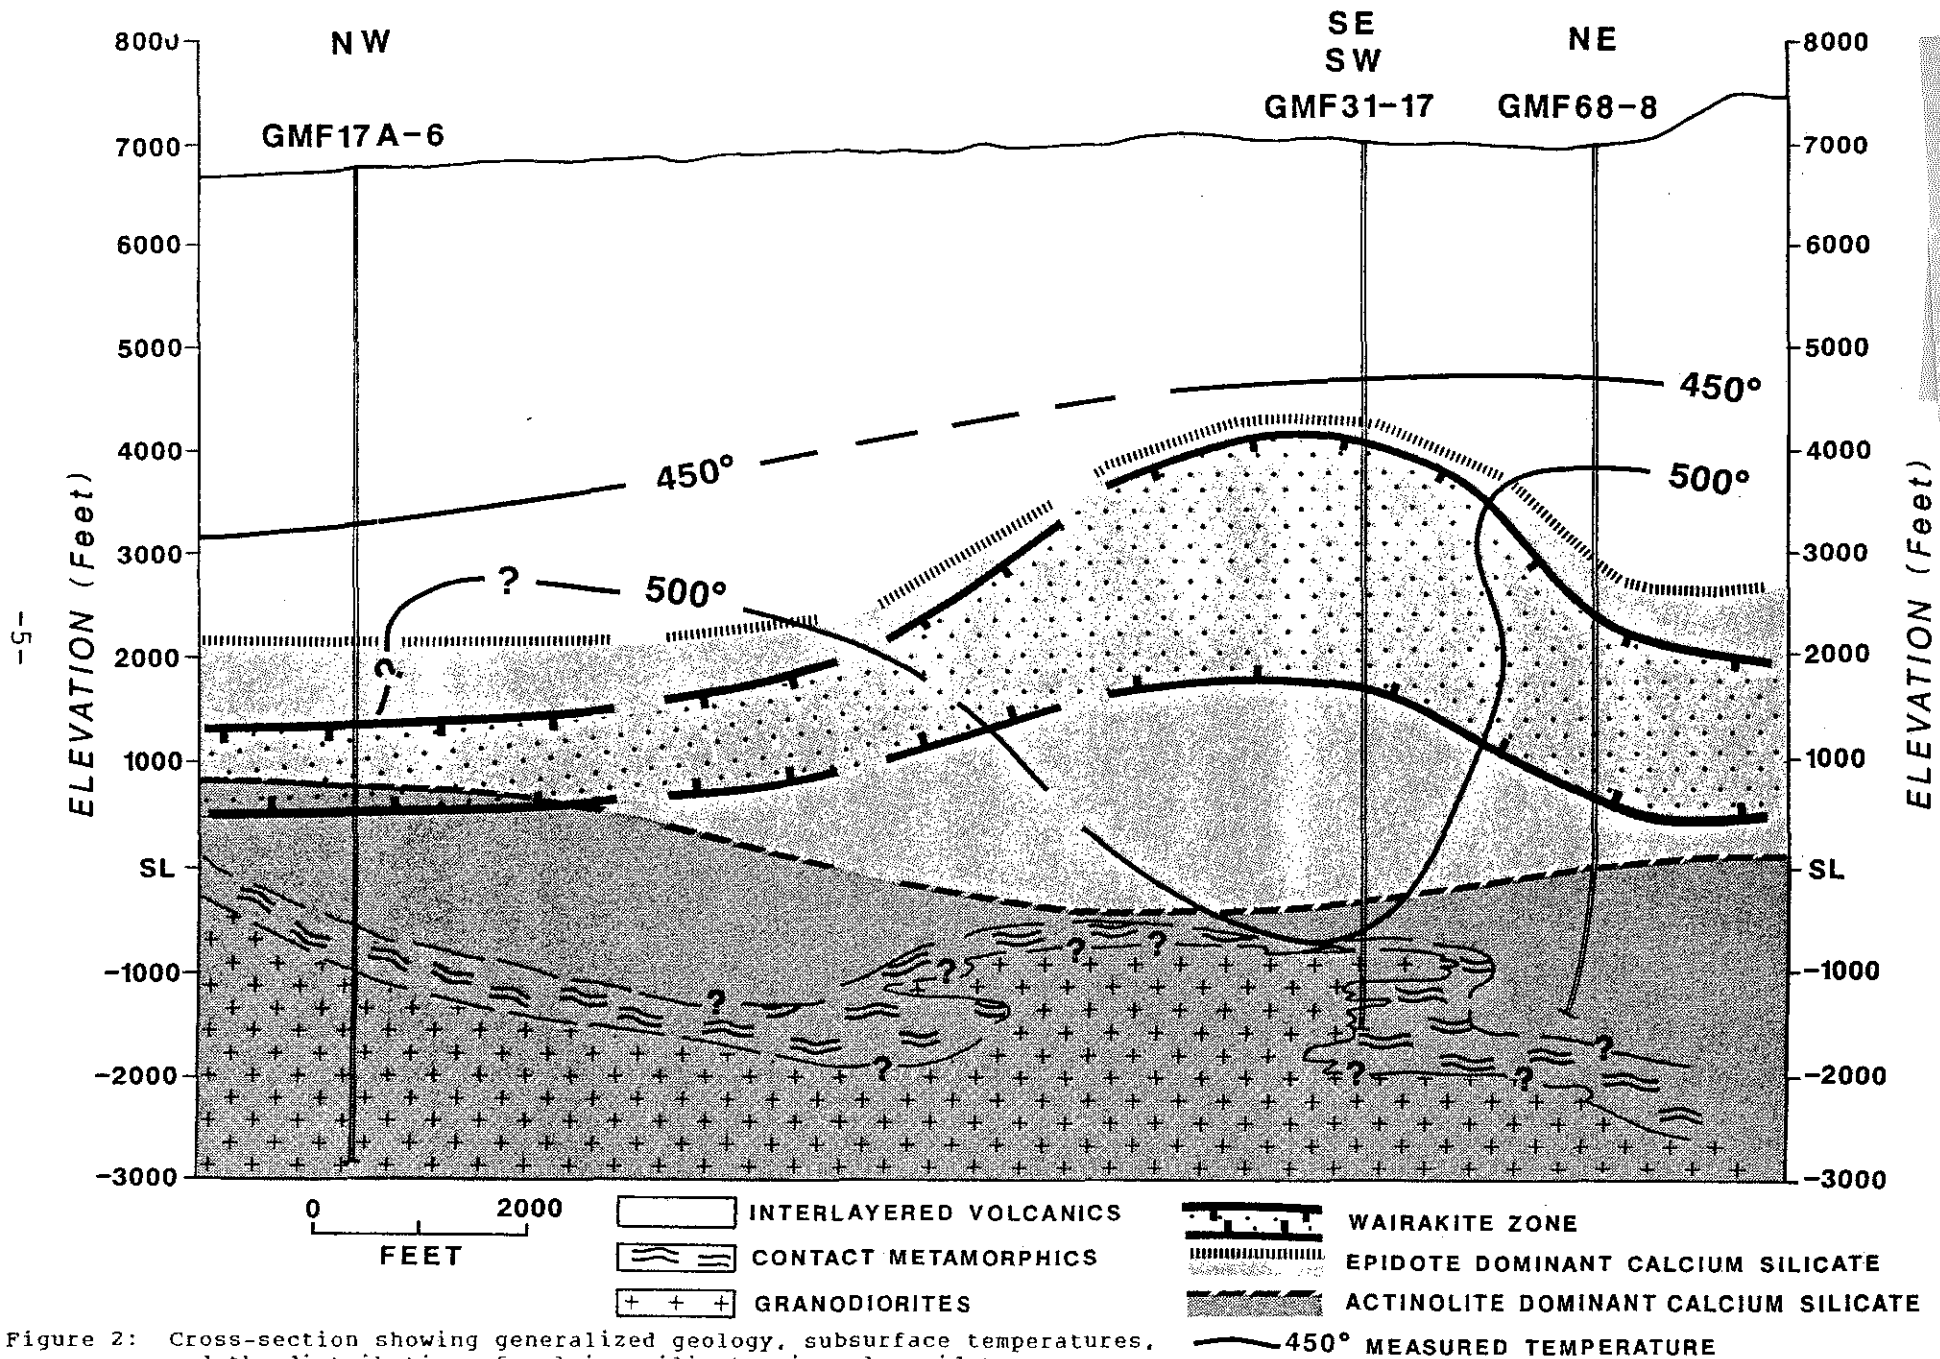 NW
SE
SW
NE
GMF17A-6
GMF31-17
GMF68-8
8000
7000
6000
5000
4000
3000
2000
1000
SL
-1000
-2000
-3000
ELEVATION (Feet)
8000
7000
6000
5000
4000
3000
2000
1000
SL
-1000
-2000
-3000
ELEVATION (Feet)
-5-
450°
450°
500°
500°
?
?
?
?
?
?
?
?
?
?
0 2000
FEET
INTERLAYERED VOLCANICS
CONTACT METAMORPHICS
GRANODIORITES
WAIRAKITE ZONE
EPIDOTE DOMINANT CALCIUM SILICATE
ACTINOLITE DOMINANT CALCIUM SILICATE
450° MEASURED TEMPERATURE
Figure 2: Cross-section showing generalized geology, subsurface temperatures,